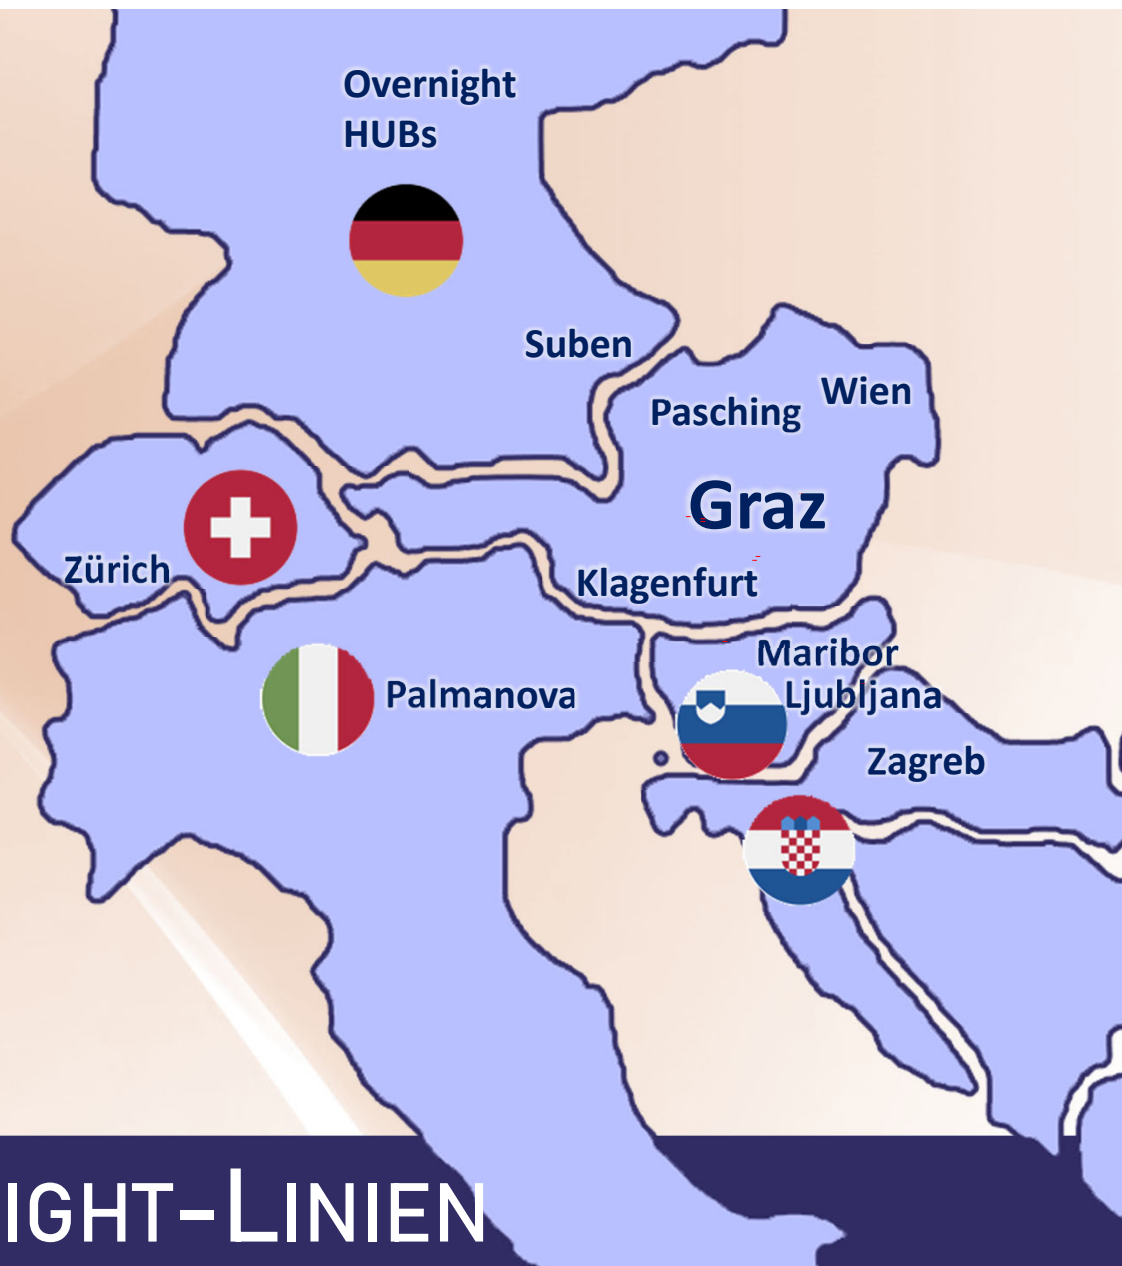 Overnight
HUBs
Suben
Wien
Pasching
Graz
Zürich
Klagenfurt
Maribor
Palmanova
Ljubljana
Zagreb
IGHT-LINIEN